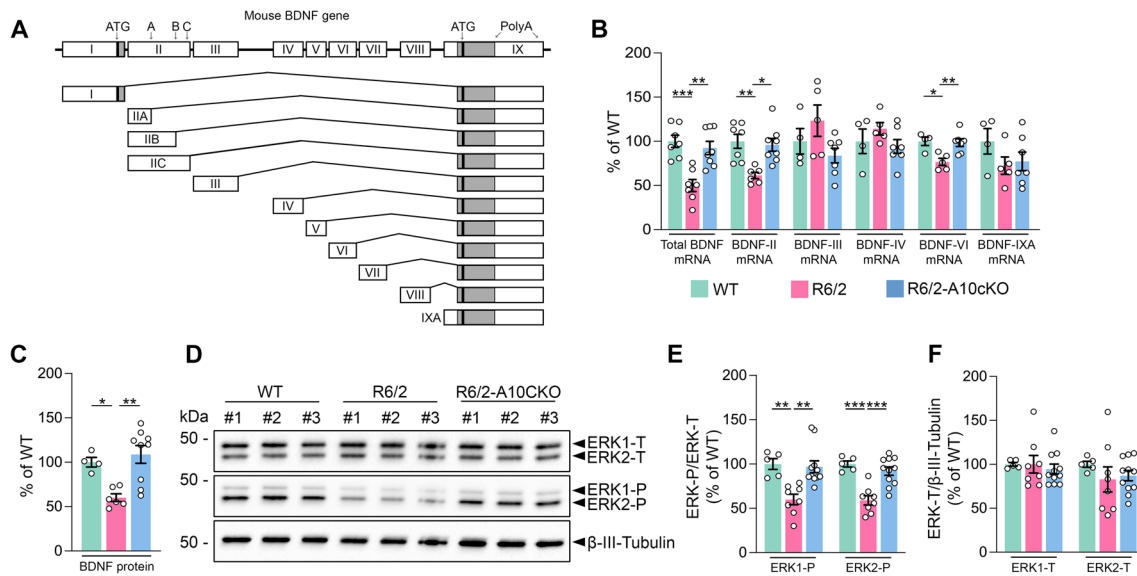 A
Mouse BDNF gene
ATG A B C ATG PolyA
I II III IV V VI VII VIII IX
I
IIA
IIB
IIC
III
IV
V
VI
VII
VIII
IXA
B
% of WT
200
150
100
50
0
*** ** ** * * **
Total BDNF mRNA
BDNF-II mRNA
BDNF-III mRNA
BDNF-IV mRNA
BDNF-VI mRNA
BDNF-IXA mRNA
WT R6/2 R6/2-A10cKO
C
% of WT
200
150
100
50
0
* **
BDNF protein
D
WT R6/2 R6/2-A10CKO
kDa #1 #2 #3 #1 #2 #3 #1 #2 #3
50 - ERK1-T
ERK2-T
50 - ERK1-P
ERK2-P
50 - β-III-Tubulin
E
ERK-P/ERK-T
(% of WT)
200
150
100
50
0
** ** *** ***
ERK1-P ERK2-P
F
ERK-T/β-III-Tubulin
(% of WT)
200
150
100
50
0
ERK1-T ERK2-T